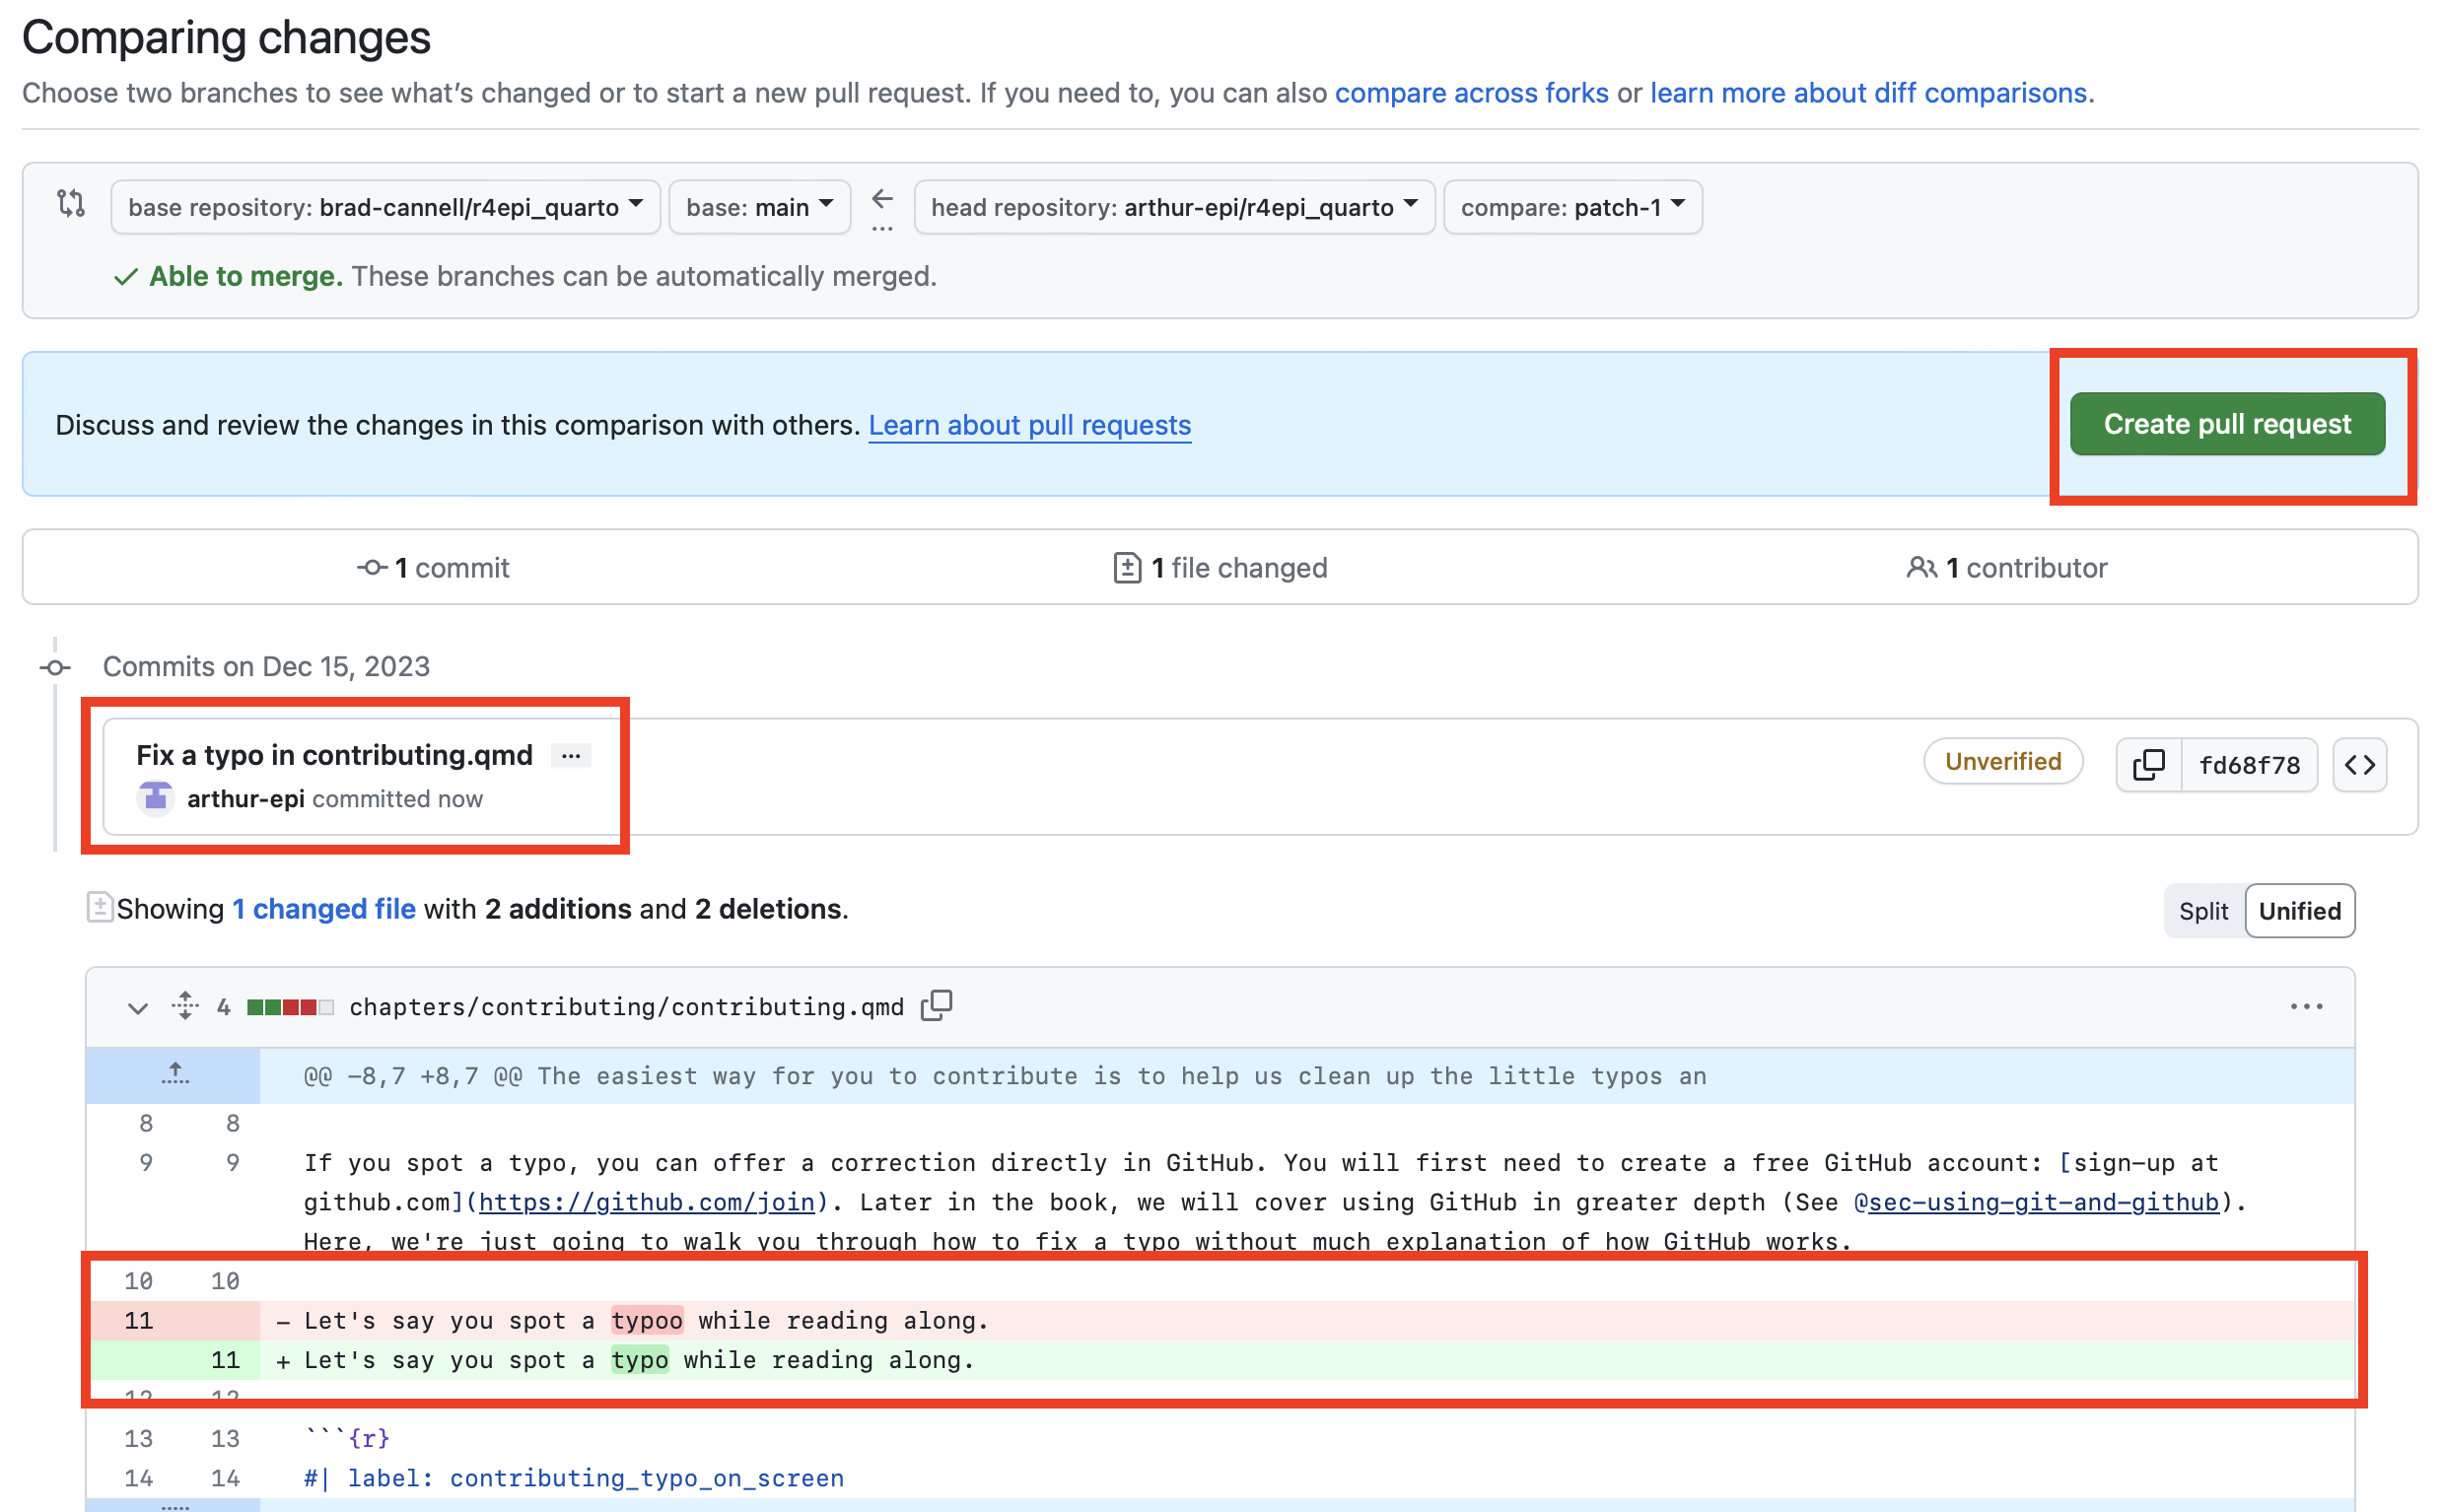 Comparing changes
Choose two branches to see what's changed or to start a new pull request. If you need to, you can also compare across forks or learn more about diff comparisons.
base repository: brad-cannell/r4epi_quarto base: main ... head repository: arthur-epi/r4epi_quarto compare: patch-1
Able to merge. These branches can be automatically merged.
Discuss and review the changes in this comparison with others. Learn about pull requests Create pull request
1 commit 1 file changed 1 contributor
Commits on Dec 15, 2023
Fix a typo in contributing.qmd ...
Unverified fd68f78
arthur-epi committed now
Showing 1 changed file with 2 additions and 2 deletions. Split Unified
4 chapters/contributing/contributing.qmd ...
@@ -8,7 +8,7 @@ The easiest way for you to contribute is to help us clean up the little typos an
8 8
9 9 If you spot a typo, you can offer a correction directly in GitHub. You will first need to create a free GitHub account: [sign-up at
github.com](https://github.com/join). Later in the book, we will cover using GitHub in greater depth (See @sec-using-git-and-github).
Here, we're just going to walk you through how to fix a typo without much explanation of how GitHub works.
10 10
11 - Let's say you spot a typoo while reading along.
11 + Let's say you spot a typo while reading along.
12 12
13 13 ```{r}
14 14 #| label: contributing_typo_on_screen